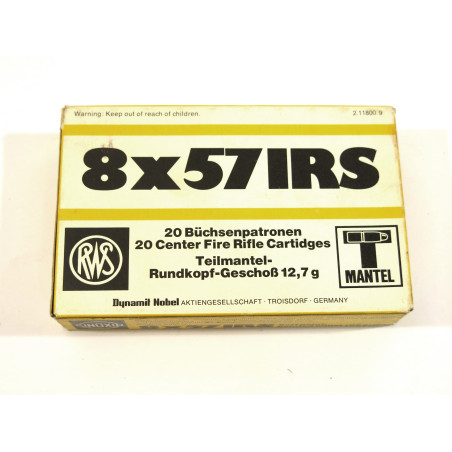 Warning: Keep out of reach of children.
2 11800 9
8x57IRS
20 Büchsenpatronen
20 Center Fire Rifle Cartidges
Teilmantel-
Rundkopf-Geschoß 12,7 g
RWS
T
MANTEL
Dynamit Nobel AKTIENGESELLSCHAFT · TROISDORF · GERMANY
8x57IRS